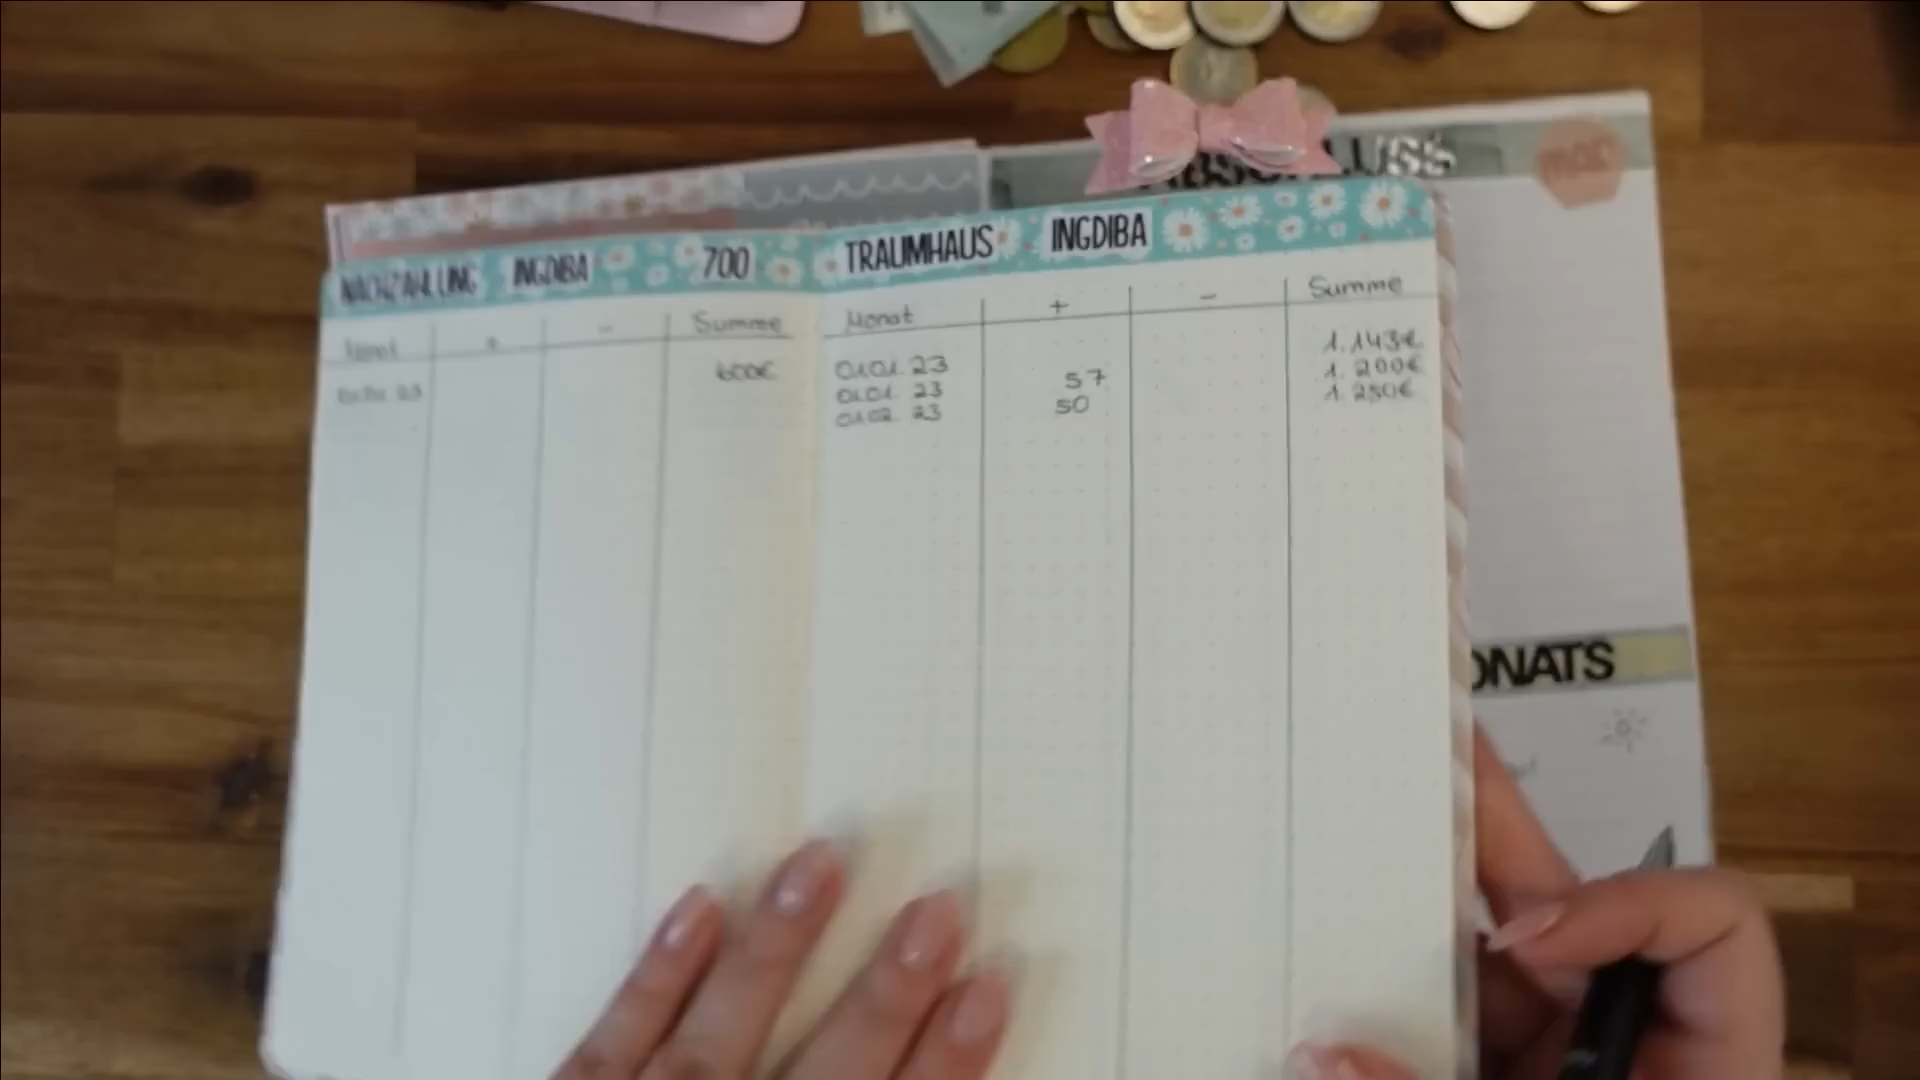 NACHZAHLUNG INGDIBA 700
+ - Summe
600€
TRAUMHAUS INGDIBA
Monat + - Summe
01.01.23 1.143€
01.01.23 57 1.200€
01.02.23 50 1.250€
ONATS